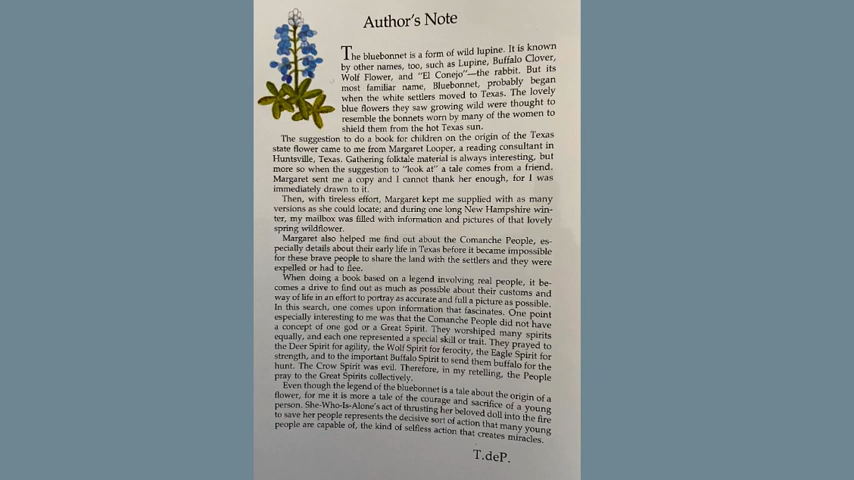 Author's Note
The bluebonnet is a form of wild lupine. It is known
by other names, too, such as Lupine, Buffalo Clover,
Wolf Flower, and "El Conejo"—the rabbit. But its
most familiar name, Bluebonnet, probably began
when the white settlers moved to Texas. The lovely
blue flowers they saw growing wild were thought to
resemble the bonnets worn by many of the women to
shield them from the hot Texas sun.
The suggestion to do a book for children on the origin of the Texas
state flower came to me from Margaret Looper, a reading consultant in
Huntsville, Texas. Gathering folktale material is always interesting, but
more so when the suggestion to "look at" a tale comes from a friend.
Margaret sent me a copy and I cannot thank her enough, for I was
immediately drawn to it.
Then, with tireless effort, Margaret kept me supplied with as many
versions as she could locate; and during one long New Hampshire win-
ter, my mailbox was filled with information and pictures of that lovely
spring wildflower.
Margaret also helped me find out about the Comanche People, es-
pecially details about their early life in Texas before it became impossible
for these brave people to share the land with the settlers and they were
expelled or had to flee.
When doing a book based on a legend involving real people, it be-
comes a drive to find out as much as possible about their customs and
way of life in an effort to portray as accurate and full a picture as possible.
In this search, one comes upon information that fascinates. One point
especially interesting to me was that the Comanche People did not have
a concept of one god or a Great Spirit. They worshiped many spirits
equally, and each one represented a special skill or trait. They prayed to
the Deer Spirit for agility, the Wolf Spirit for ferocity, the Eagle Spirit for
strength, and to the important Buffalo Spirit to send them buffalo for the
hunt. The Crow Spirit was evil. Therefore, in my retelling, the People
pray to the Great Spirits collectively.
Even though the legend of the bluebonnet is a tale about the origin of a
flower, for me it is more a tale of the courage and sacrifice of a young
person. She-Who-Is-Alone's act of thrusting her beloved doll into the fire
to save her people represents the decisive sort of action that many young
people are capable of, the kind of selfless action that creates miracles.
T.deP.